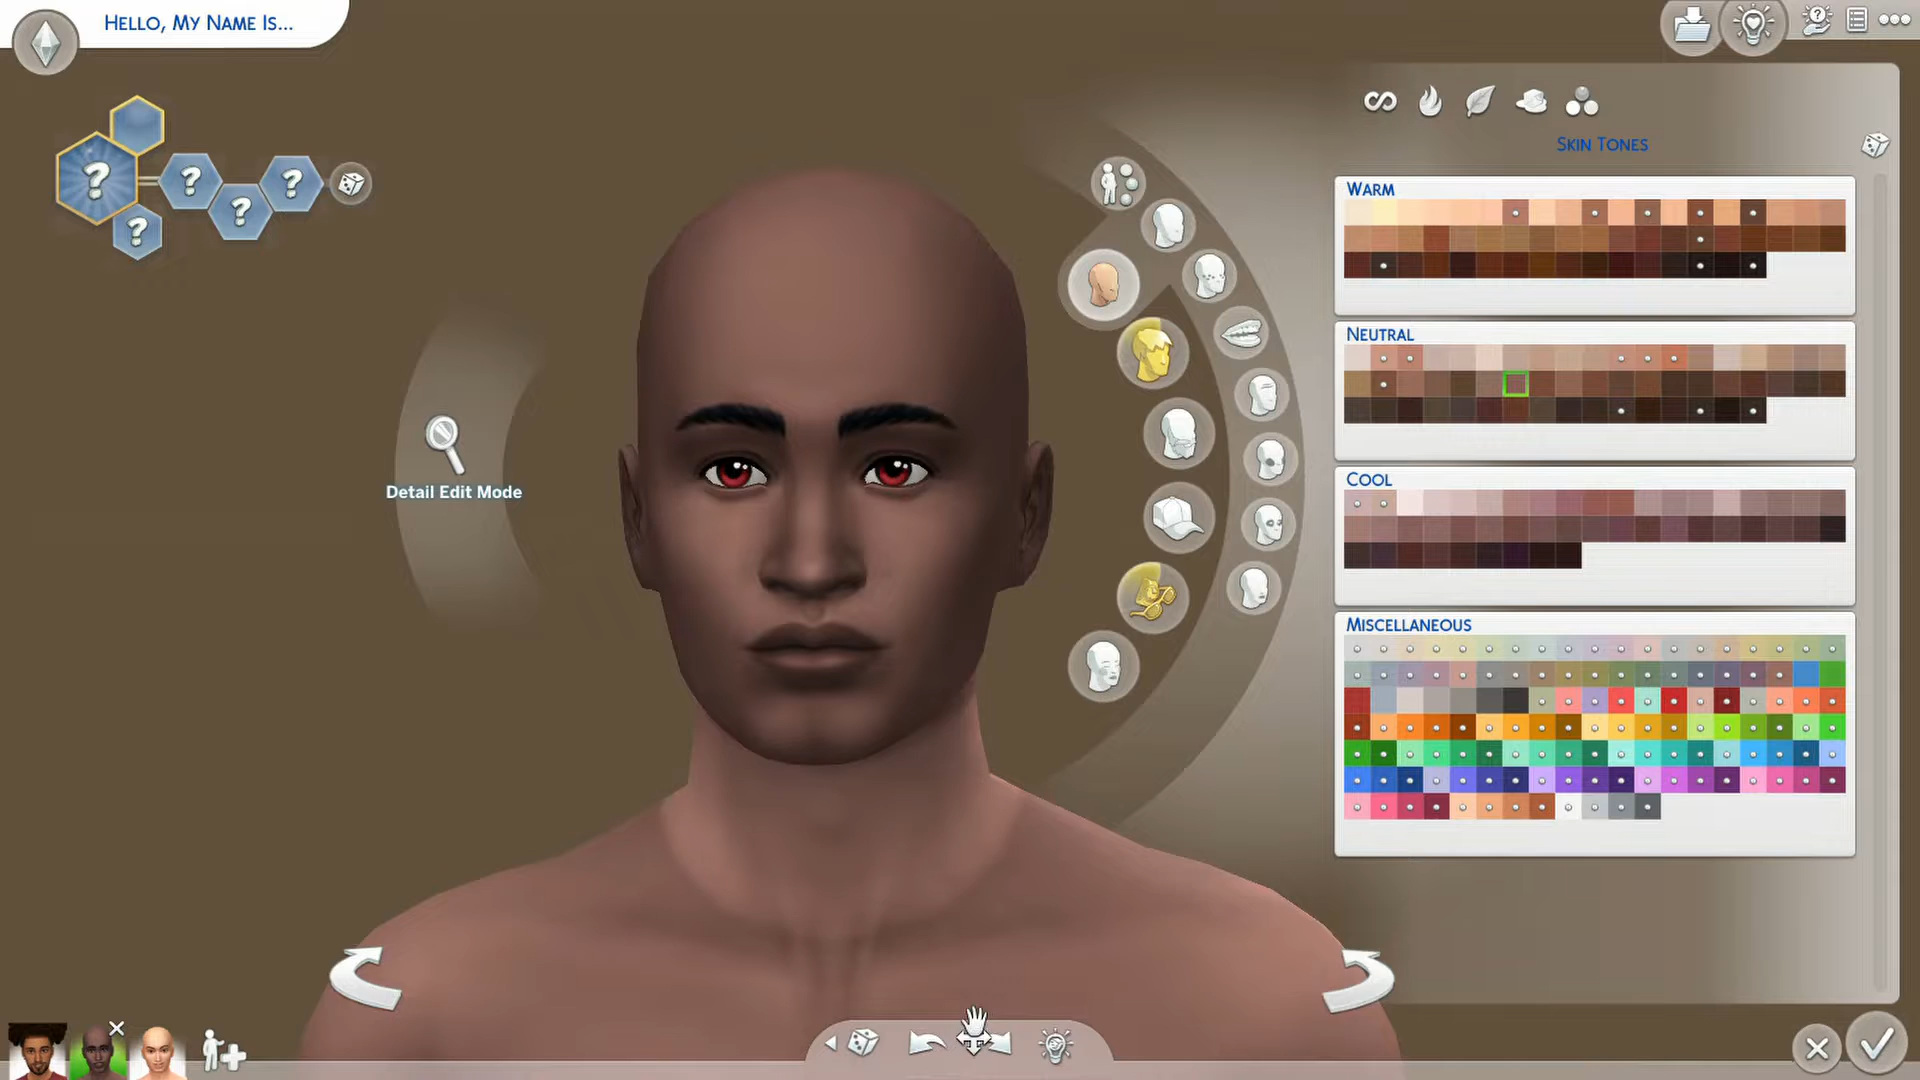 Hello, My Name Is...
Skin Tones
Warm
Neutral
Cool
Miscellaneous
Detail Edit Mode